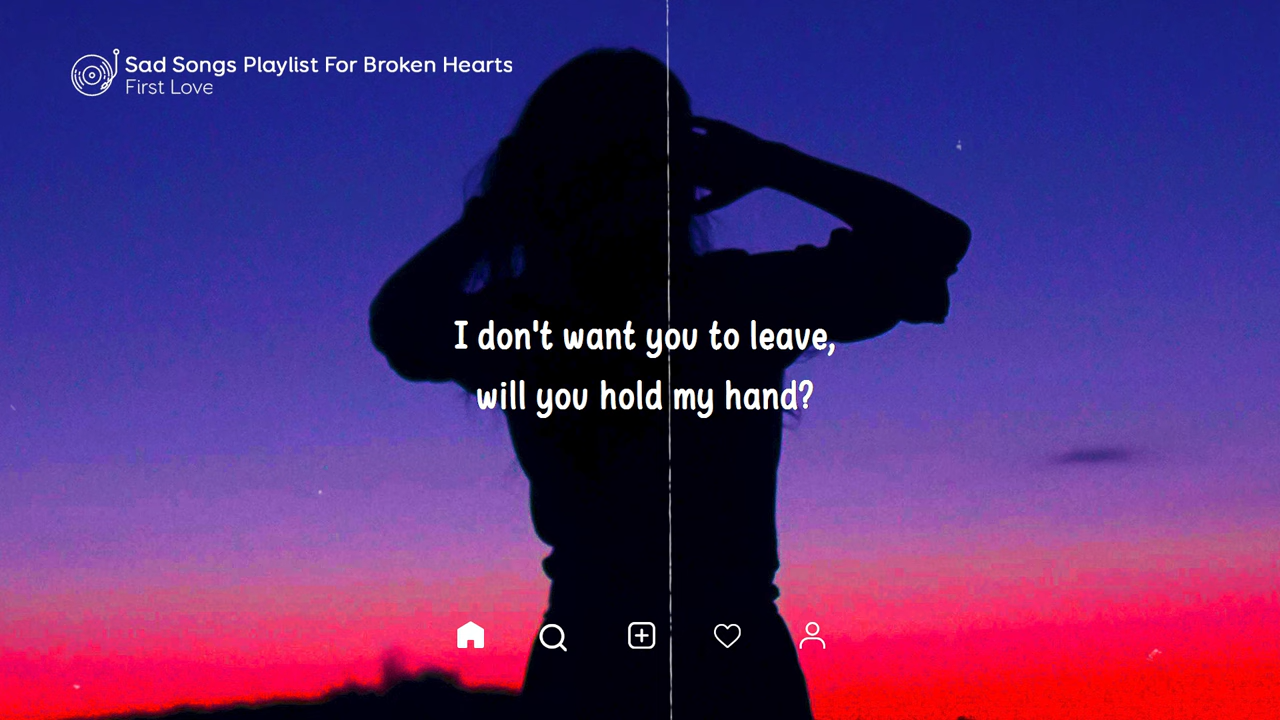 Sad Songs Playlist For Broken Hearts
First Love
I don't want you to leave,
will you hold my hand?